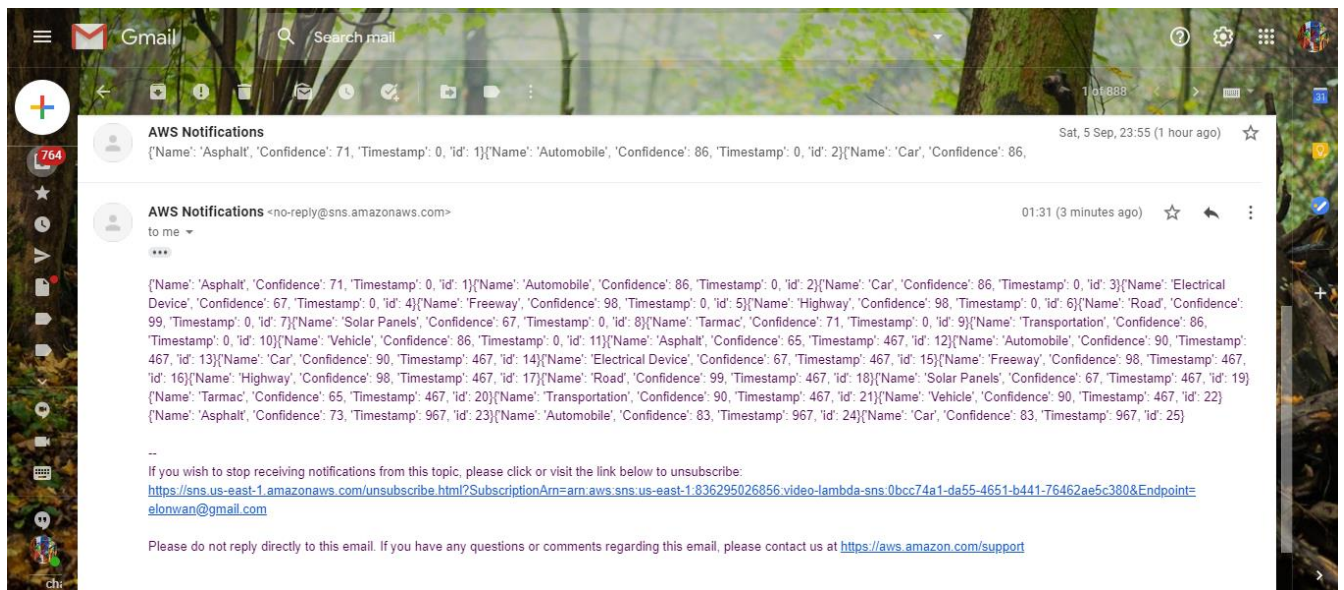 Gmail
Search mail
1 of 888
31
764
AWS Notifications
Sat, 5 Sep, 23:55 (1 hour ago)
{'Name': 'Asphalt', 'Confidence': 71, 'Timestamp': 0, 'id': 1}{'Name': 'Automobile', 'Confidence': 86, 'Timestamp': 0, 'id': 2}{'Name': 'Car', 'Confidence': 86,
AWS Notifications <no-reply@sns.amazonaws.com>
01:31 (3 minutes ago)
to me
{'Name': 'Asphalt', 'Confidence': 71, 'Timestamp': 0, 'id': 1}{'Name': 'Automobile', 'Confidence': 86, 'Timestamp': 0, 'id': 2}{'Name': 'Car', 'Confidence': 86, 'Timestamp': 0, 'id': 3}{'Name': 'Electrical
Device', 'Confidence': 67, 'Timestamp': 0, 'id': 4}{'Name': 'Freeway', 'Confidence': 98, 'Timestamp': 0, 'id': 5}{'Name': 'Highway', 'Confidence': 98, 'Timestamp': 0, 'id': 6}{'Name': 'Road', 'Confidence':
99, 'Timestamp': 0, 'id': 7}{'Name': 'Solar Panels', 'Confidence': 67, 'Timestamp': 0, 'id': 8}{'Name': 'Tarmac', 'Confidence': 71, 'Timestamp': 0, 'id': 9}{'Name': 'Transportation', 'Confidence': 86,
'Timestamp': 0, 'id': 10}{'Name': 'Vehicle', 'Confidence': 86, 'Timestamp': 0, 'id': 11}{'Name': 'Asphalt', 'Confidence': 65, 'Timestamp': 467, 'id': 12}{'Name': 'Automobile', 'Confidence': 90, 'Timestamp':
467, 'id': 13}{'Name': 'Car', 'Confidence': 90, 'Timestamp': 467, 'id': 14}{'Name': 'Electrical Device', 'Confidence': 67, 'Timestamp': 467, 'id': 15}{'Name': 'Freeway', 'Confidence': 98, 'Timestamp': 467,
'id': 16}{'Name': 'Highway', 'Confidence': 98, 'Timestamp': 467, 'id': 17}{'Name': 'Road', 'Confidence': 99, 'Timestamp': 467, 'id': 18}{'Name': 'Solar Panels', 'Confidence': 67, 'Timestamp': 467, 'id': 19}
{'Name': 'Tarmac', 'Confidence': 65, 'Timestamp': 467, 'id': 20}{'Name': 'Transportation', 'Confidence': 90, 'Timestamp': 467, 'id': 21}{'Name': 'Vehicle', 'Confidence': 90, 'Timestamp': 467, 'id': 22}
{'Name': 'Asphalt', 'Confidence': 73, 'Timestamp': 967, 'id': 23}{'Name': 'Automobile', 'Confidence': 83, 'Timestamp': 967, 'id': 24}{'Name': 'Car', 'Confidence': 83, 'Timestamp': 967, 'id': 25}
--
If you wish to stop receiving notifications from this topic, please click or visit the link below to unsubscribe:
https://sns.us-east-1.amazonaws.com/unsubscribe.html?SubscriptionArn=arn:aws:sns:us-east-1:836295026856:video-lambda-sns:0bcc74a1-da55-4651-b441-76462ae5c380&Endpoint=
elonwan@gmail.com
Please do not reply directly to this email. If you have any questions or comments regarding this email, please contact us at https://aws.amazon.com/support